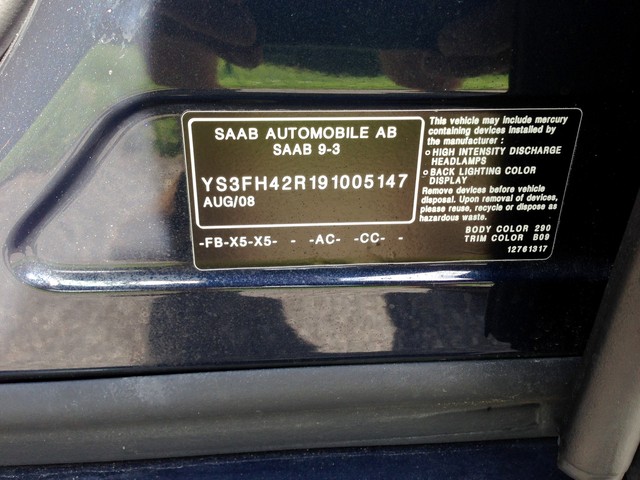 SAAB AUTOMOBILE AB
SAAB 9-3
YS3FH42R191005147
AUG/08
-FB-X5-X5- - -AC- -CC- -
This vehicle may include mercury
containing devices installed by
the manufacturer :
o HIGH INTENSITY DISCHARGE
HEADLAMPS
o BACK LIGHTING COLOR
DISPLAY
Remove devices before vehicle
disposal. Upon removal of devices,
please reuse, recycle or dispose as
hazardous waste.
BODY COLOR 290
TRIM COLOR B09
12761317